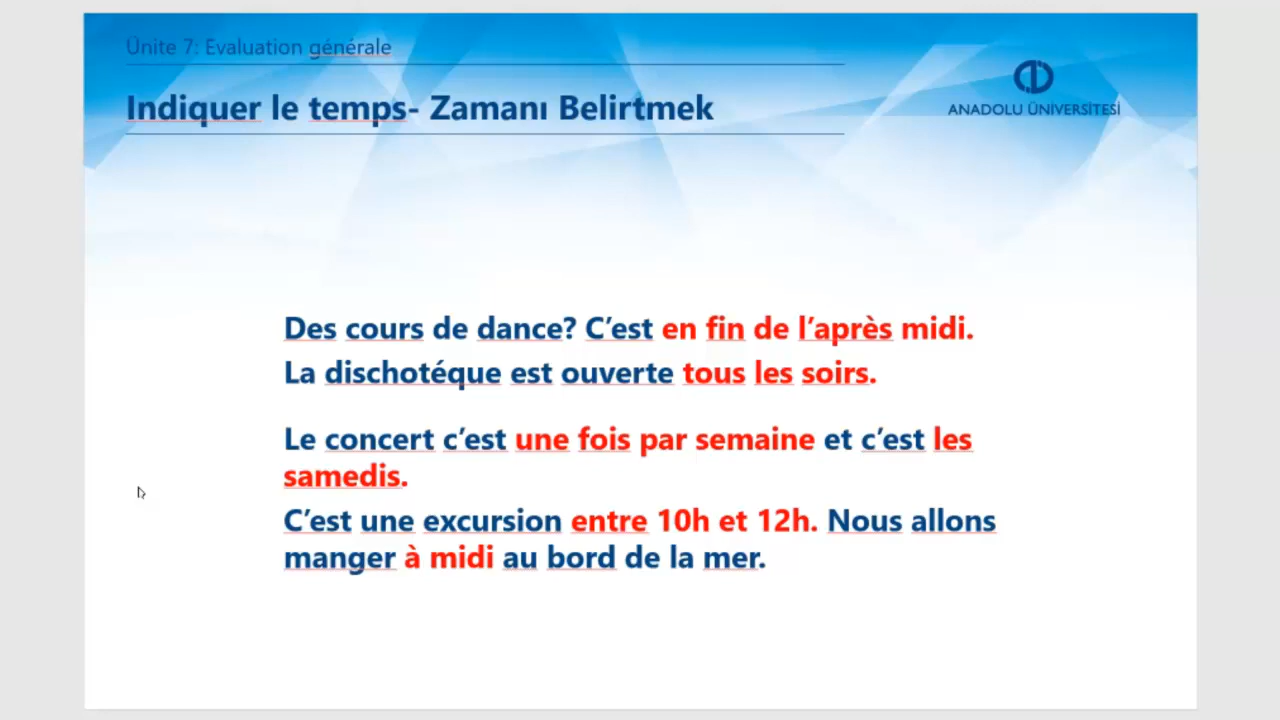 Ünite 7: Evaluation générale
Indiquer le temps- Zamanı Belirtmek
ANADOLU ÜNİVERSİTESİ
Des cours de dance? C’est en fin de l’après midi.
La dischotéque est ouverte tous les soirs.
Le concert c’est une fois par semaine et c’est les
samedis.
C’est une excursion entre 10h et 12h. Nous allons
manger à midi au bord de la mer.